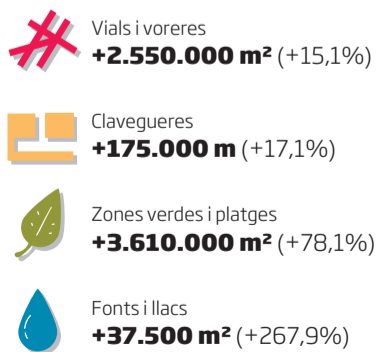 Vials i voreres
+2.550.000 m² (+15,1%)
Clavegueres
+175.000 m (+17,1%)
Zones verdes i platges
+3.610.000 m² (+78,1%)
Fonts i llacs
+37.500 m² (+267,9%)